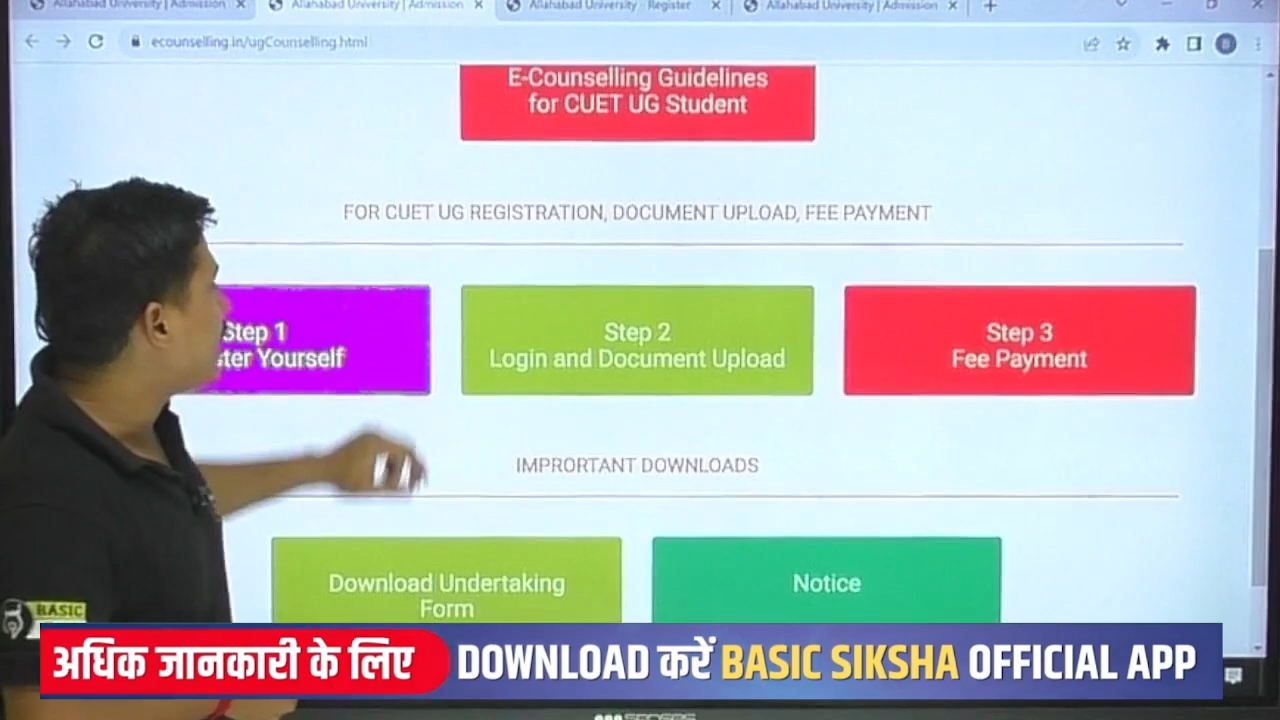 Allahabad University | Admission
Allahabad University | Admission
Allahabad University Register
Allahabad University | Admission
ecounselling.in/ugCounselling.html
B
E-Counselling Guidelines
for CUET UG Student
FOR CUET UG REGISTRATION, DOCUMENT UPLOAD, FEE PAYMENT
Step 1
ster Yourself
Step 2
Login and Document Upload
Step 3
Fee Payment
IMPRORTANT DOWNLOADS
Download Undertaking
Form
Notice
BASIC
अधिक जानकारी के लिए
DOWNLOAD करें BASIC SIKSHA OFFICIAL APP